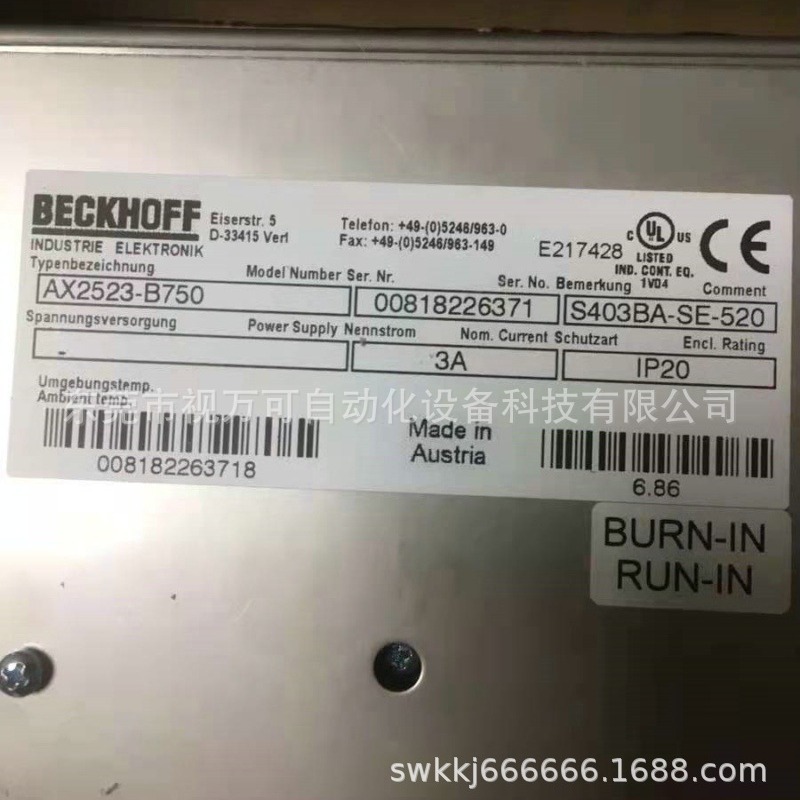 BECKHOFF
INDUSTRIE ELEKTRONIK
Eiserstr. 5
D-33415 Verl
Telefon: +49-(0)5246/963-0
Fax: +49-(0)5246/963-149
E217428
C UL US
LISTED
IND. CONT. EQ.
1VD4
CE
Typenbezeichnung Model Number Ser. Nr. Ser. No. Bemerkung Comment
AX2523-B750 00818226371 S403BA-SE-520
Spannungsversorgung Power Supply Nennstrom Nom. Current Schutzart Encl. Rating
- 3A IP20
Umgebungstemp.
Ambient temp.
东莞市视万可自动化设备科技有限公司
008182263718
Made in
Austria
6.86
BURN-IN
RUN-IN
swkkj666666.1688.com